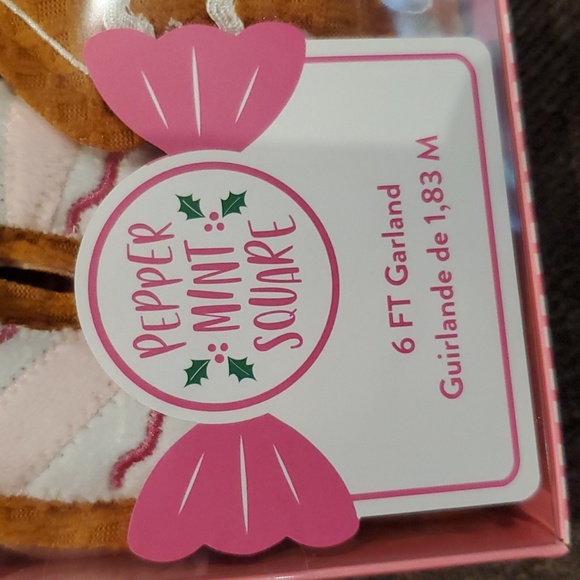 PEPPER
MINT
SQUARE
6 FT Garland
Guirlande de 1,83 M